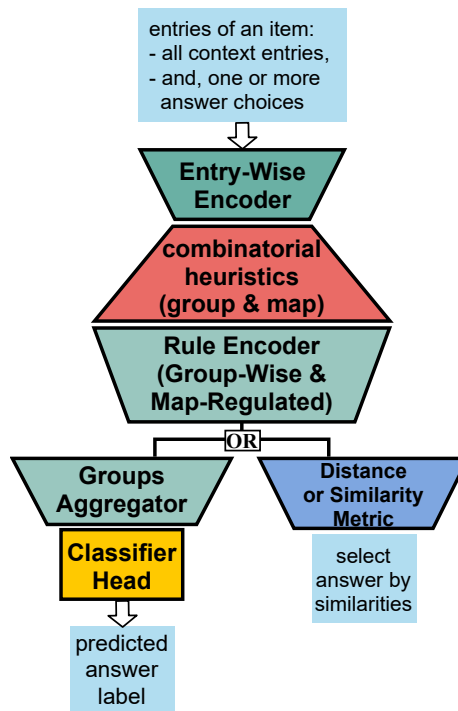 entries of an item:
- all context entries,
- and, one or more
answer choices
Entry-Wise
Encoder
combinatorial
heuristics
(group & map)
Rule Encoder
(Group-Wise &
Map-Regulated)
OR
Groups
Aggregator
Classifier
Head
predicted
answer
label
Distance
or Similarity
Metric
select
answer by
similarities